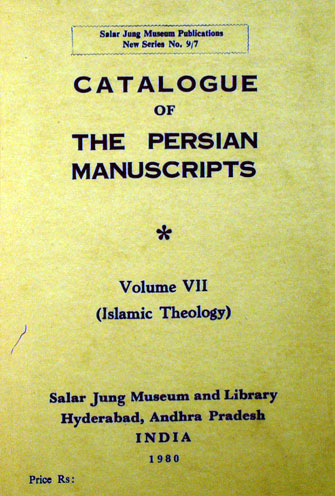 Salar Jung Museum Publications
New Series No. 9/7
CATALOGUE
OF
THE PERSIAN
MANUSCRIPTS
*
Volume VII
(Islamic Theology)
Salar Jung Museum and Library
Hyderabad, Andhra Pradesh
INDIA
1980
Price Rs: